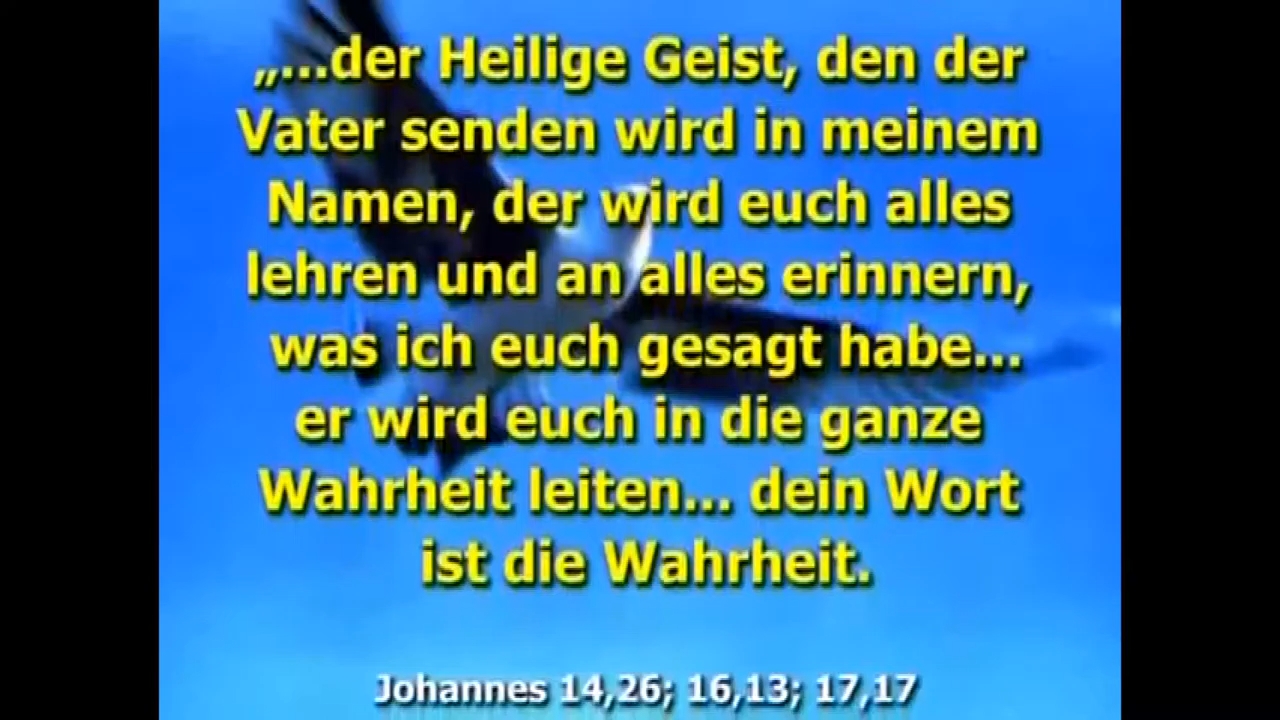 „...der Heilige Geist, den der
Vater senden wird in meinem
Namen, der wird euch alles
lehren und an alles erinnern,
was ich euch gesagt habe...
er wird euch in die ganze
Wahrheit leiten... dein Wort
ist die Wahrheit.
Johannes 14,26; 16,13; 17,17